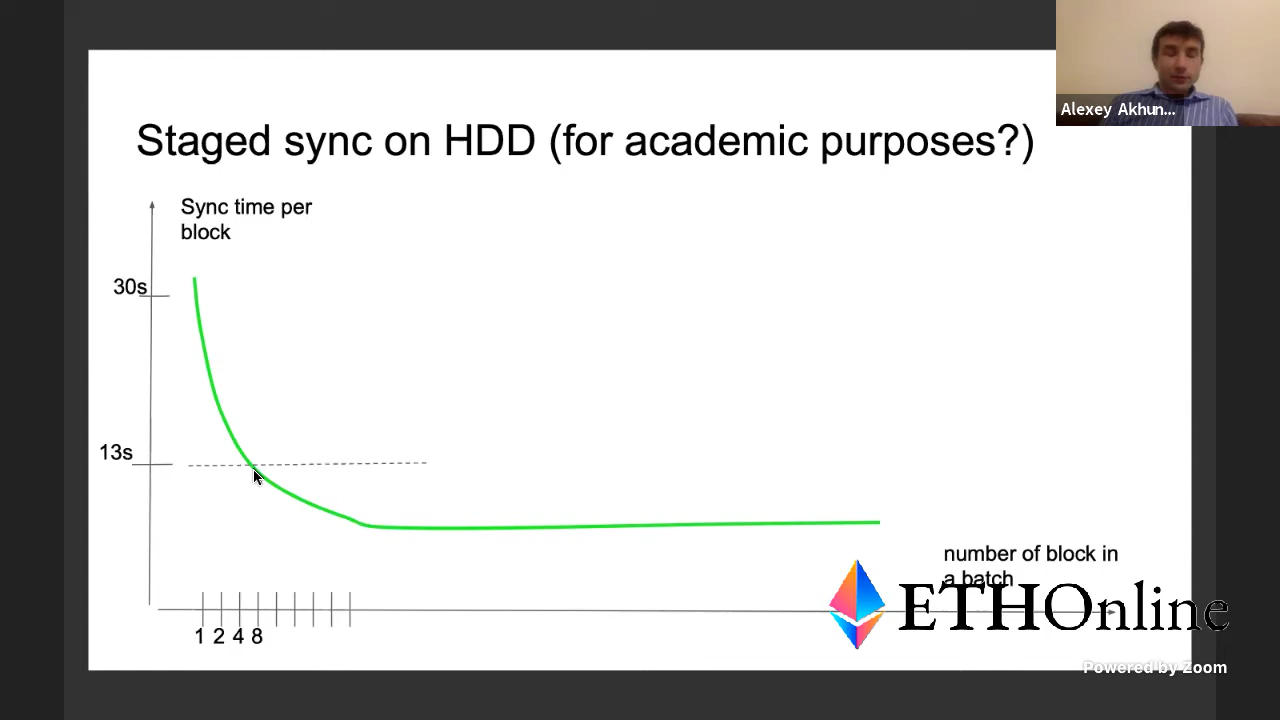 Alexey Akhun...
Staged sync on HDD (for academic purposes?)
Sync time per
block
30s
13s
number of block in
a batch
ETHOnline
1 2 4 8
Powered by Zoom